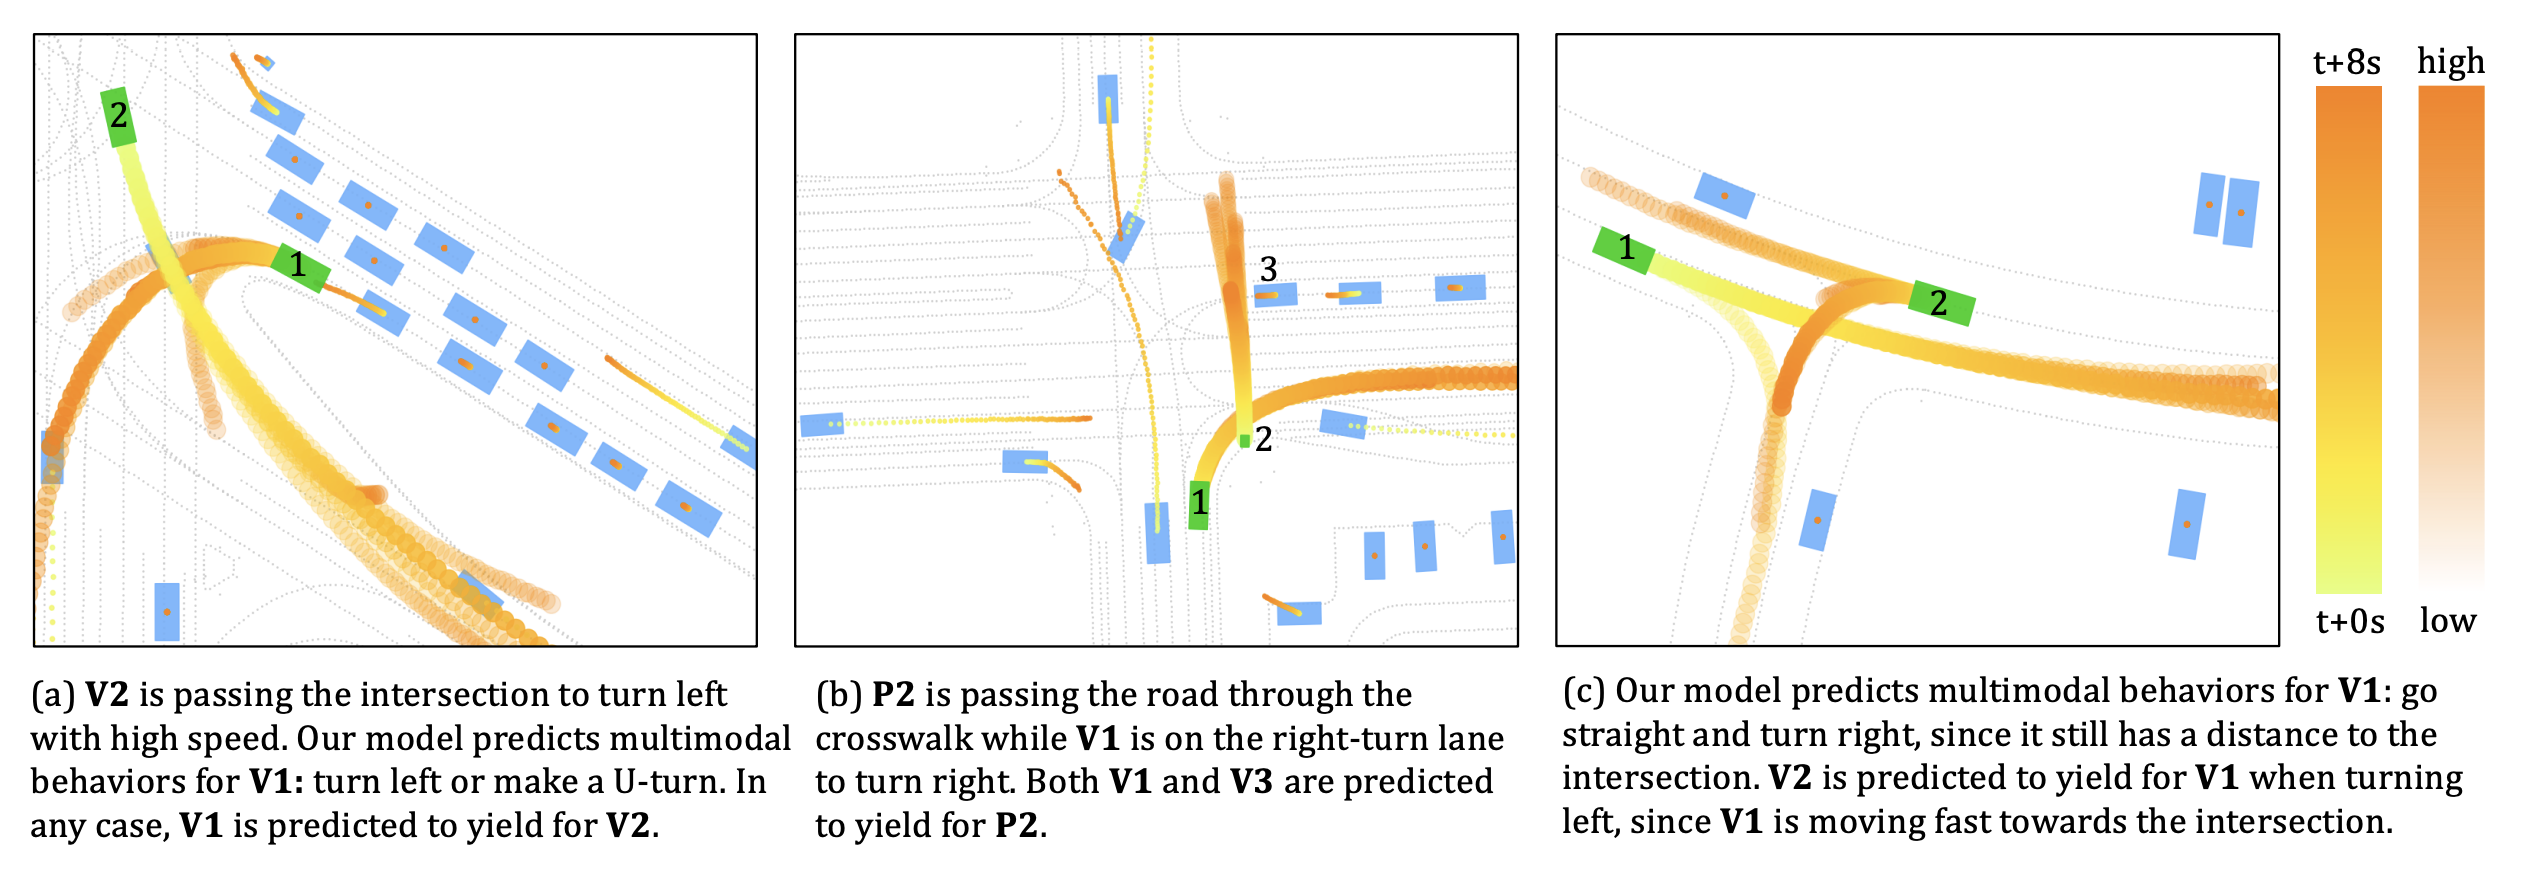 2
1
3
2
1
1
2
t+8s high
t+0s low
(a) V2 is passing the intersection to turn left
with high speed. Our model predicts multimodal
behaviors for V1: turn left or make a U-turn. In
any case, V1 is predicted to yield for V2.
(b) P2 is passing the road through the
crosswalk while V1 is on the right-turn lane
to turn right. Both V1 and V3 are predicted
to yield for P2.
(c) Our model predicts multimodal behaviors for V1: go
straight and turn right, since it still has a distance to the
intersection. V2 is predicted to yield for V1 when turning
left, since V1 is moving fast towards the intersection.